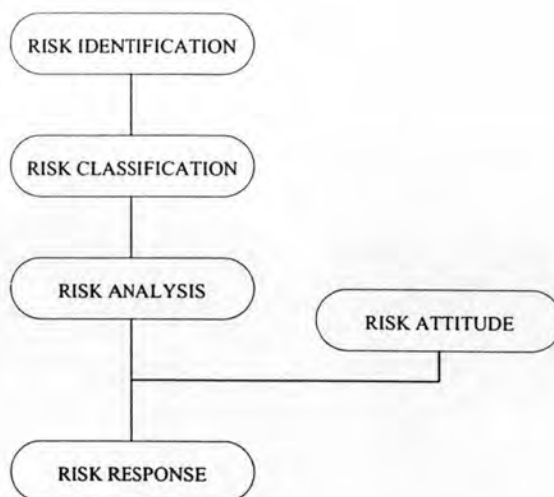 RISK IDENTIFICATION
RISK CLASSIFICATION
RISK ANALYSIS
RISK ATTITUDE
RISK RESPONSE